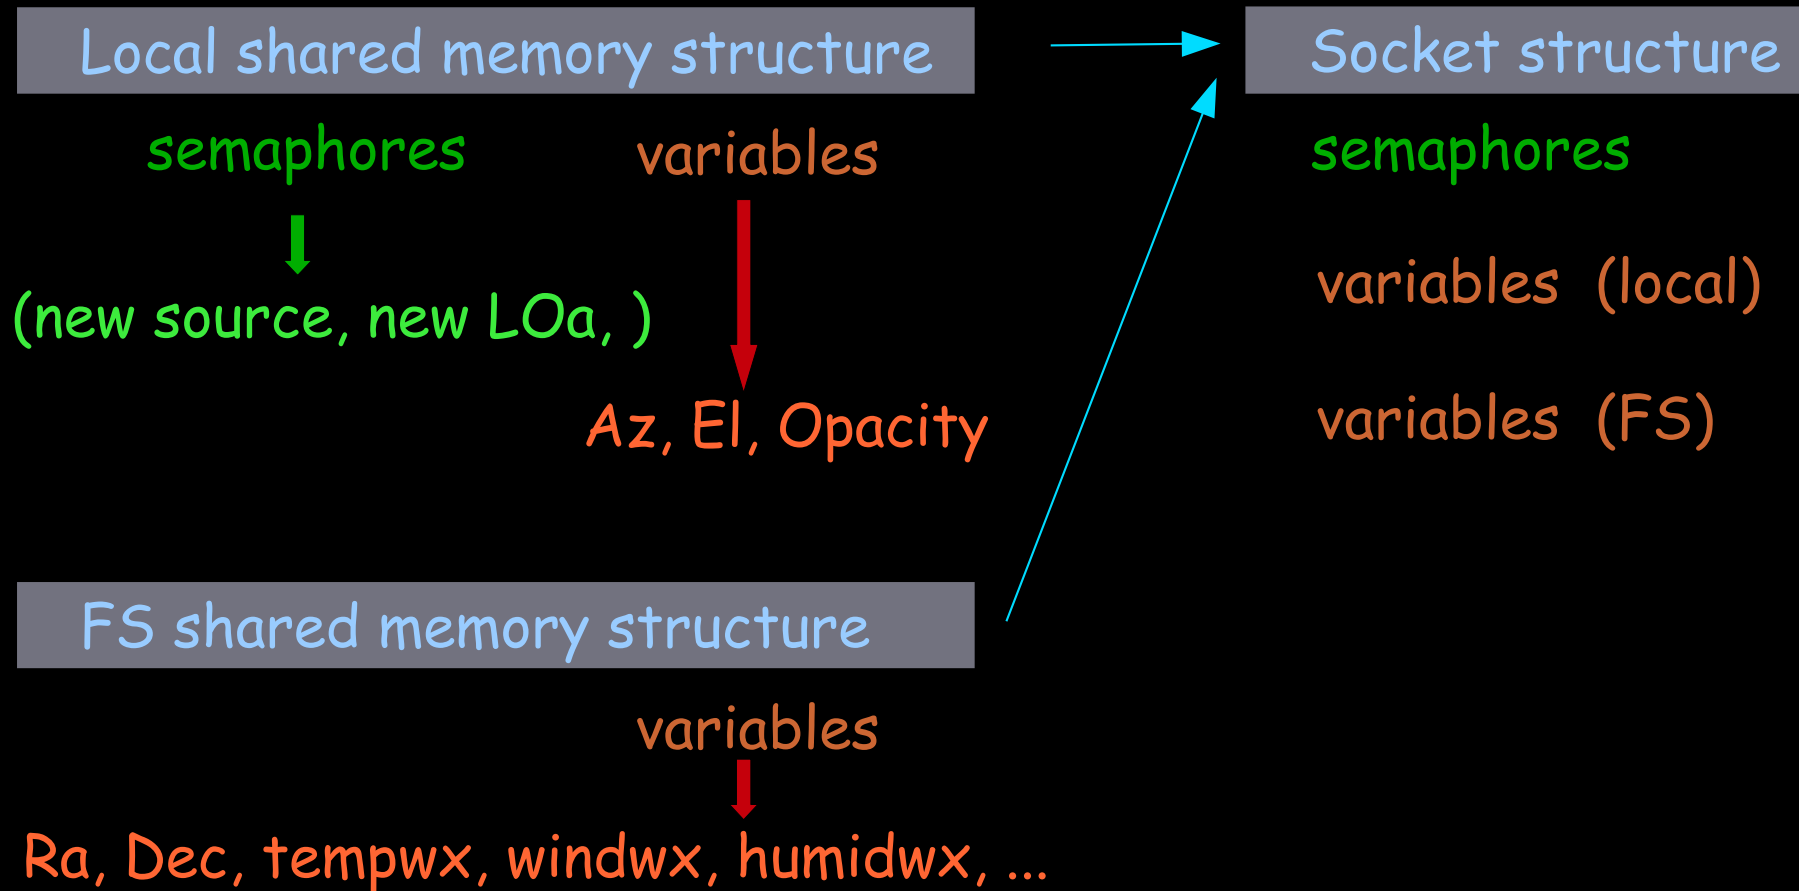 Local shared memory structure
Socket structure
semaphores
variables
semaphores
(new source, new LOa, )
variables (local)
Az, El, Opacity
variables (FS)
FS shared memory structure
variables
Ra, Dec, tempwx, windwx, humidwx, ...